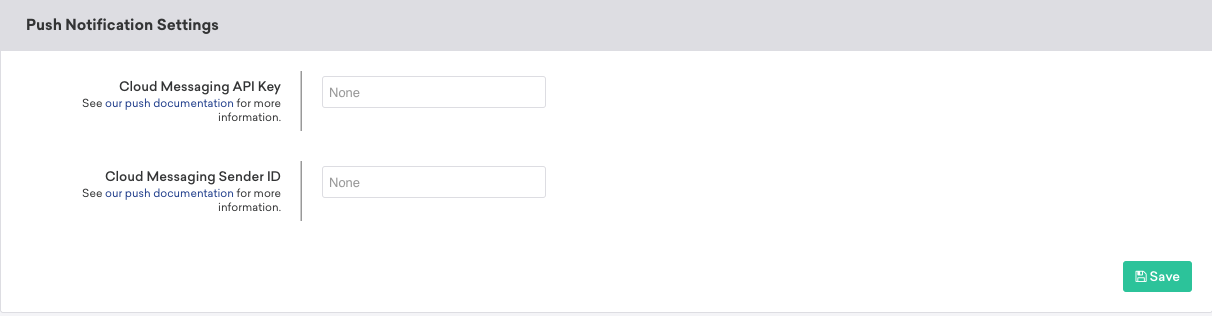 Push Notification Settings
Cloud Messaging API Key
See our push documentation for more
information.
None
Cloud Messaging Sender ID
See our push documentation for more
information.
None
Save